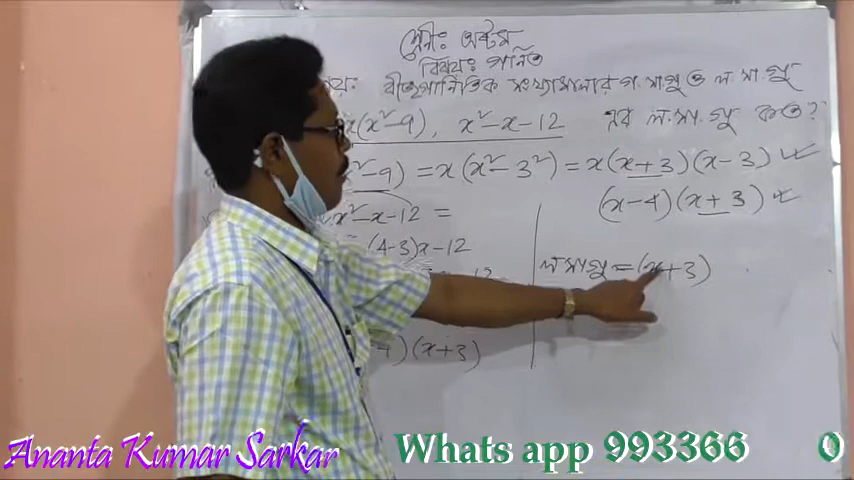 শ্রেণীঃ অষ্টম
বিষয়ঃ গনিত
বীজগানিতিক সংখ্যামালার গ.সা.গু ও ল.সা.গু
x(x²-9), x²-x-12 এর ল.সা.গু কত?
x²-9) = x(x²-3²) = x(x+3)(x-3)
x²-x-12 = (x-4)(x+3)
(4-3)x-12
ল.সা.গু = (x+3)
)(x+3)
Ananta Kumar Sarkar Whats app 993366 0